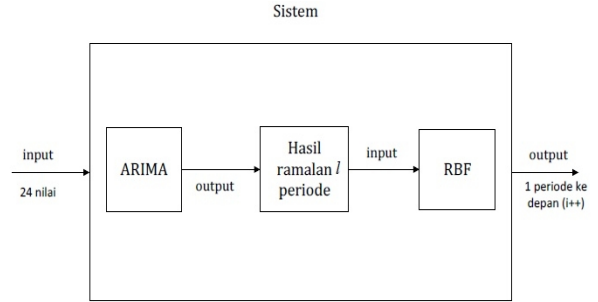 Sistem
input
24 nilai
ARIMA
output
Hasil
ramalan l
periode
input
RBF
output
1 periode ke
depan (i++)